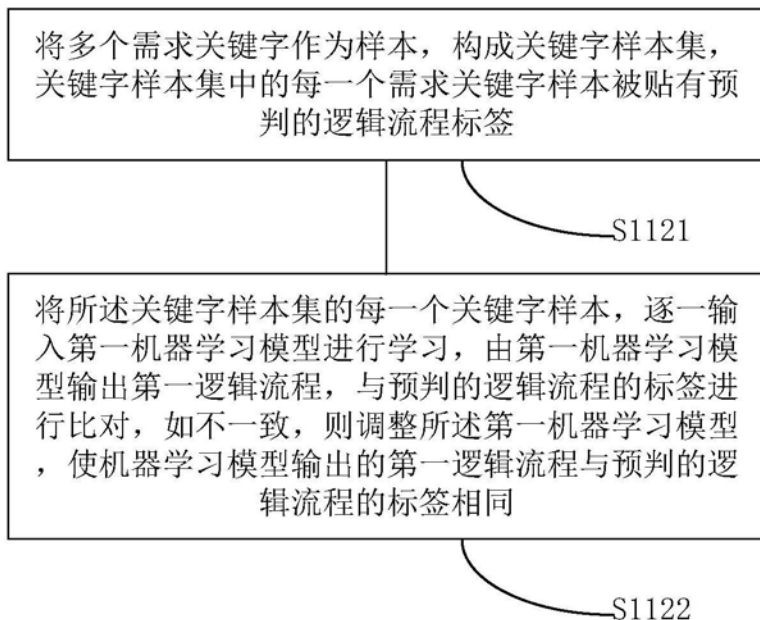 将多个需求关键字作为样本，构成关键字样本集，
关键字样本集中的每一个需求关键字样本被贴有预
判的逻辑流程标签
S1121
将所述关键字样本集的每一个关键字样本，逐一输
入第一机器学习模型进行学习，由第一机器学习模
型输出第一逻辑流程，与预判的逻辑流程的标签进
行比对，如不一致，则调整所述第一机器学习模型
，使机器学习模型输出的第一逻辑流程与预判的逻
辑流程的标签相同
S1122